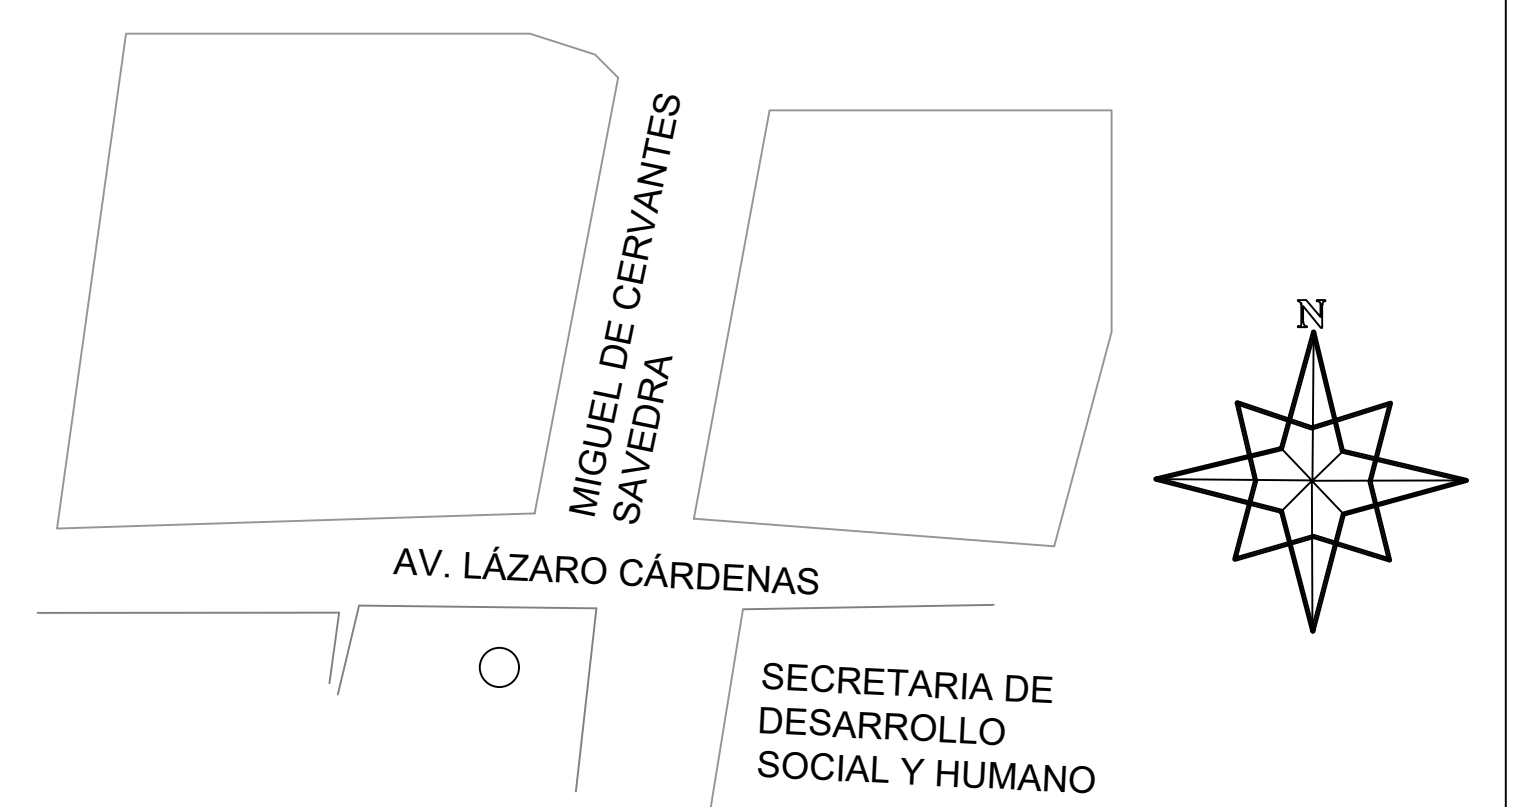 MIGUEL DE CERVANTES
SAVEDRA
N
AV. LÁZARO CÁRDENAS
SECRETARIA DE
DESARROLLO
SOCIAL Y HUMANO